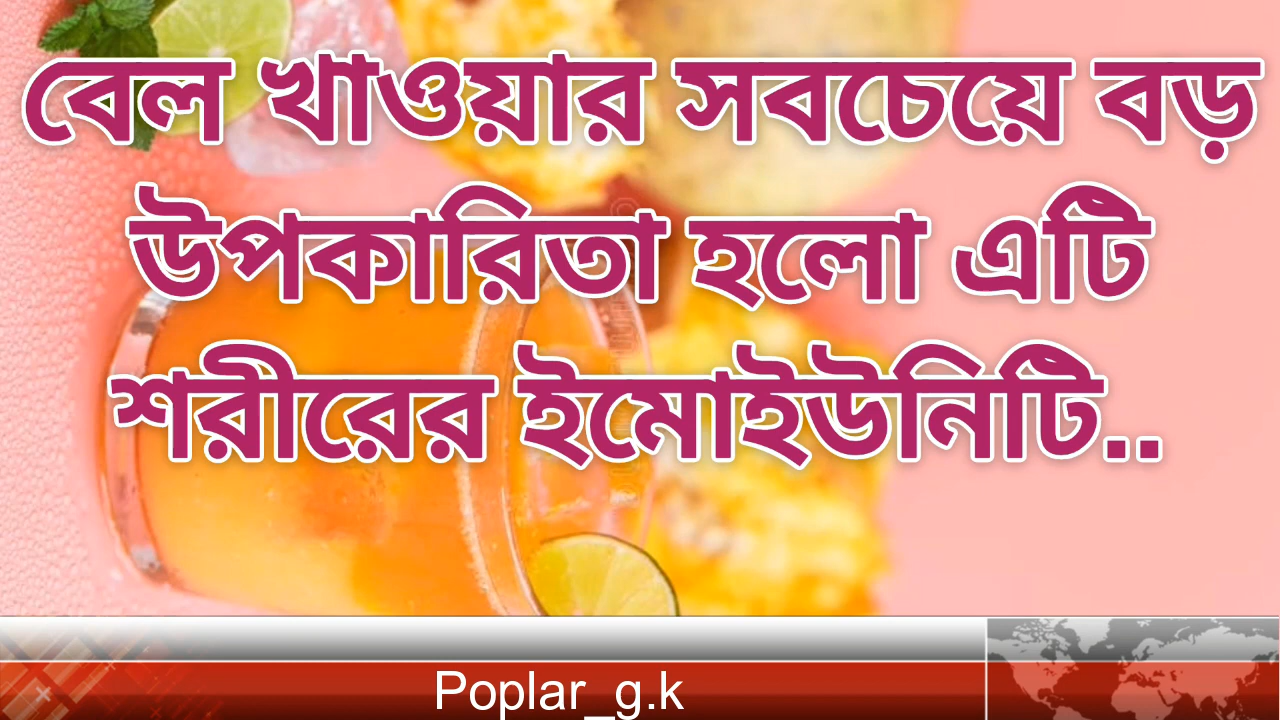 বেল খাওয়ার সবচেয়ে বড়
উপকারিতা হলো এটি
শরীরের ইমোইউনিটি..
Poplar_g.k